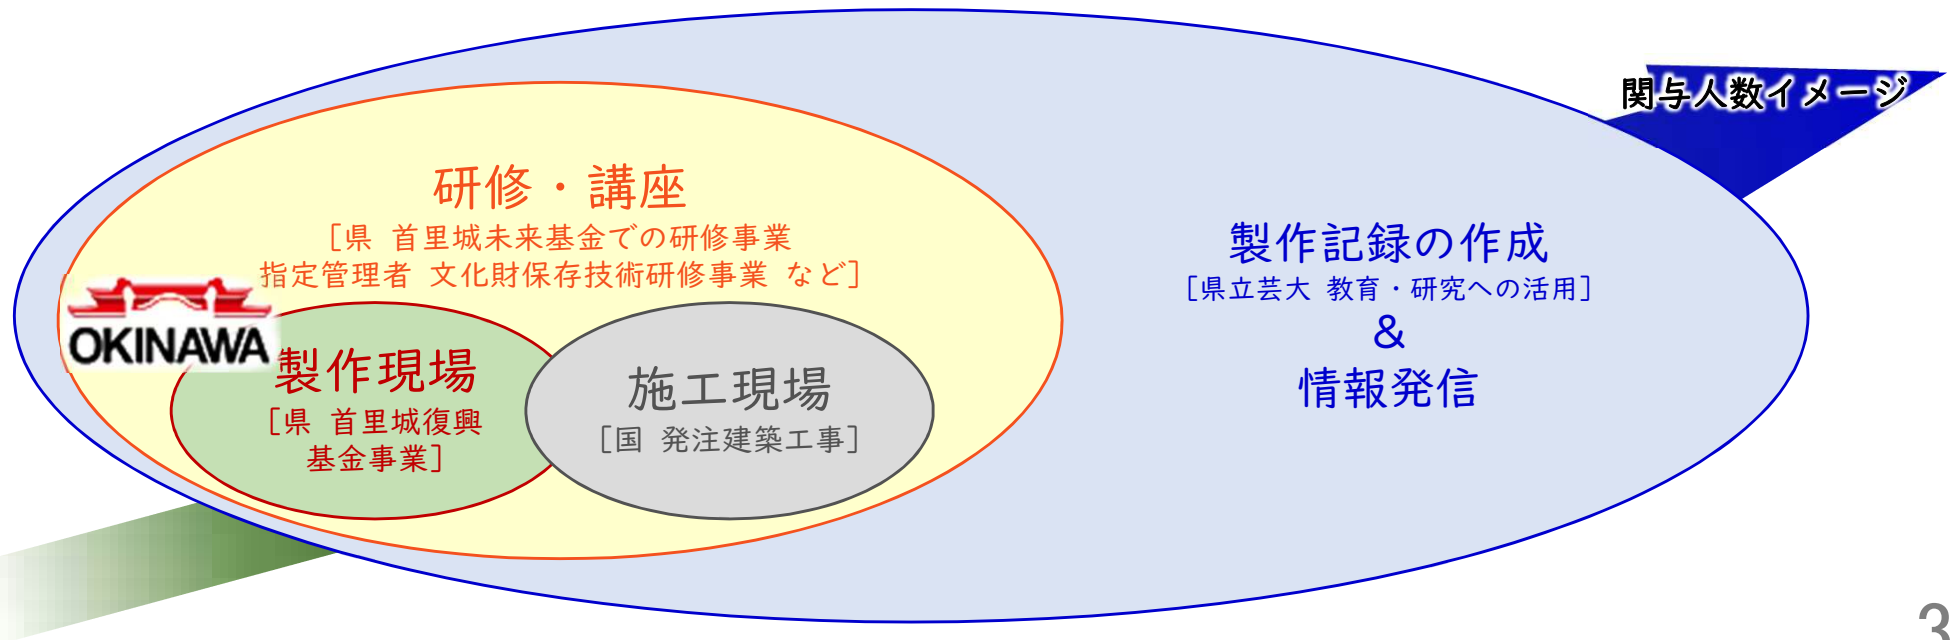 関与人数イメージ
研修・講座
［県 首里城未来基金での研修事業
指定管理者 文化財保存技術研修事業 など］
OKINAWA
製作現場
［県 首里城復興
基金事業］
施工現場
［国 発注建築工事］
製作記録の作成
［県立芸大 教育・研究への活用］
&
情報発信
3